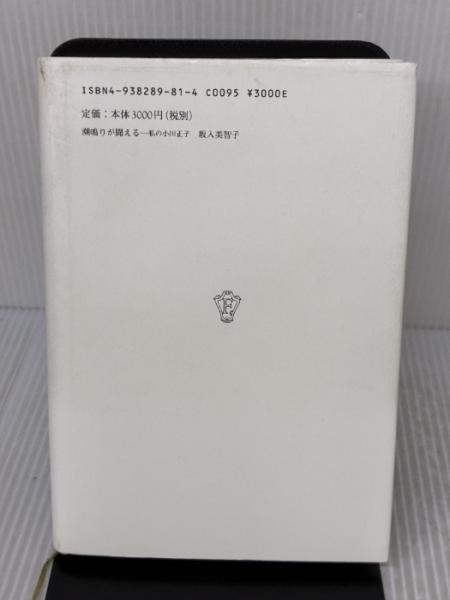 ISBN4-938289-81-4 C0095 ¥3000E
定価：本体3000円(税別)
潮鳴りが聞える―私の小川正子 坂入美智子
F